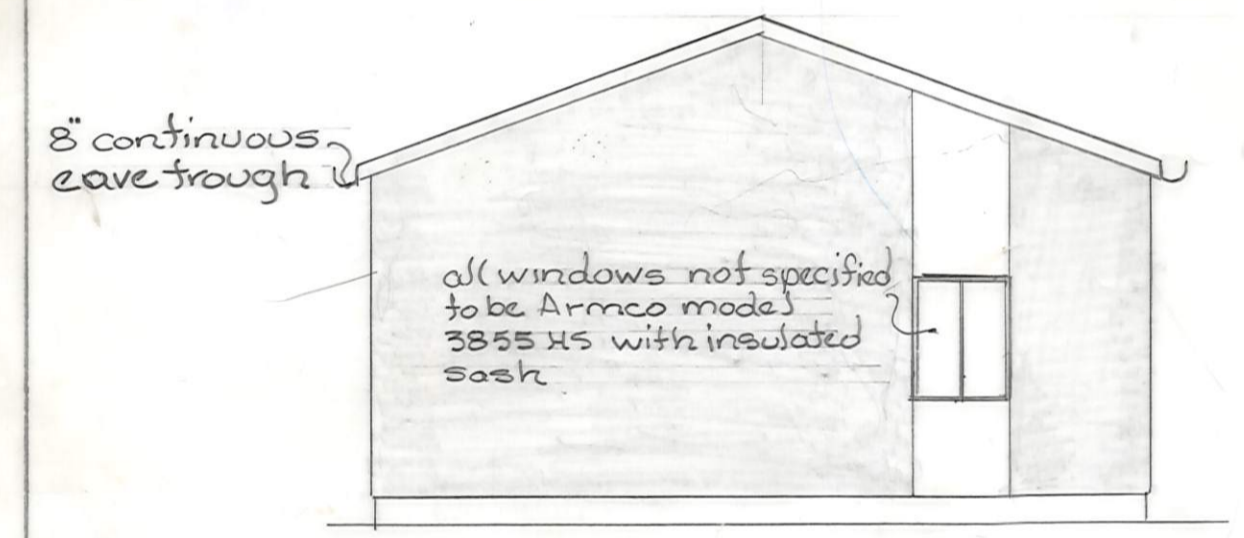 8" continuous
eave trough
all windows not specified
to be Armco model
3855 HS with insulated
sash